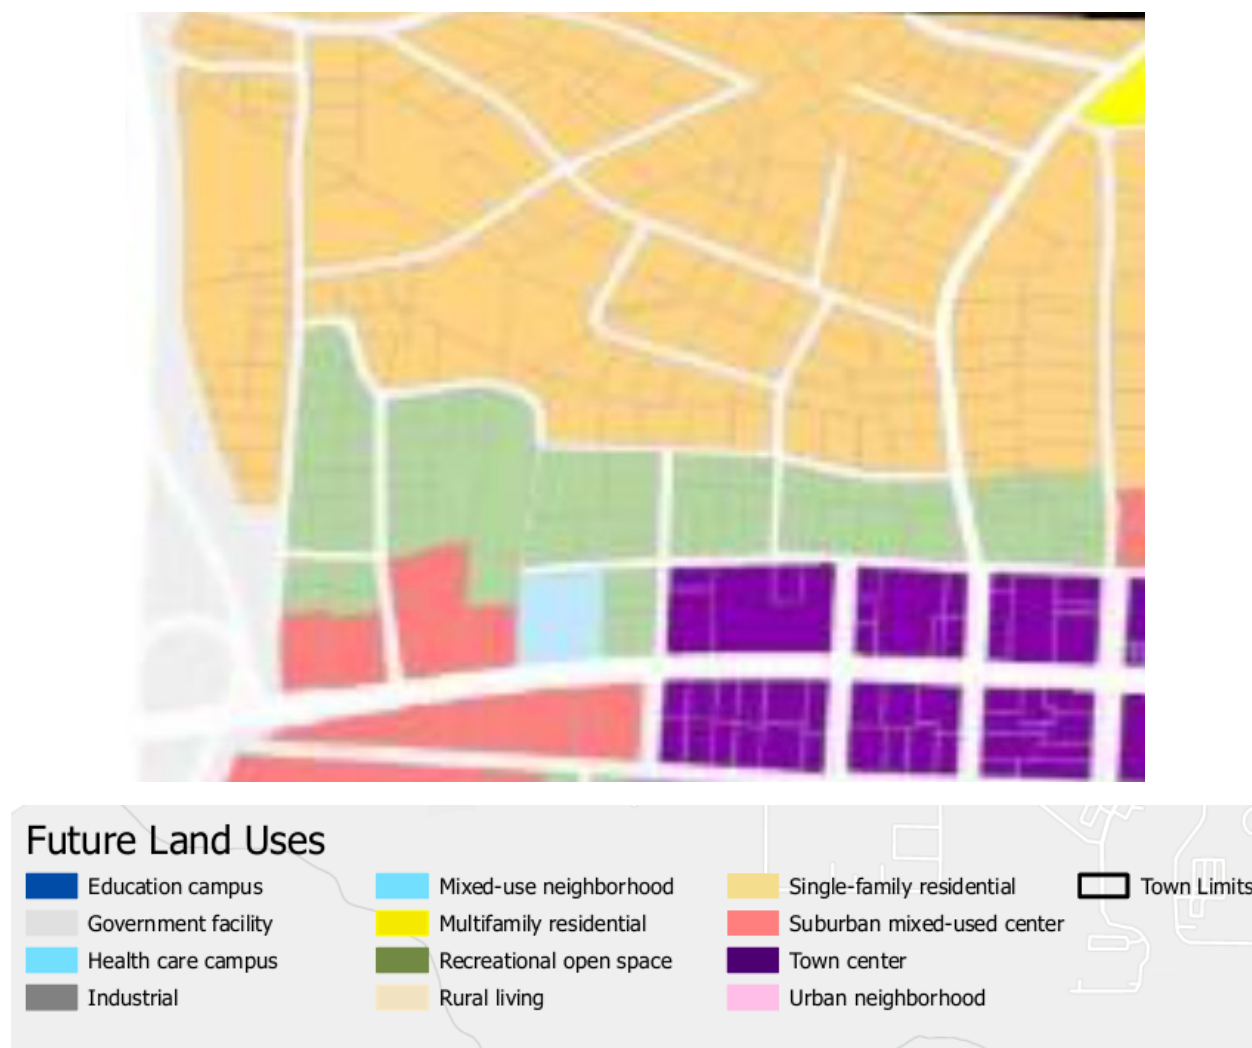 Future Land Uses
Education campus
Government facility
Health care campus
Industrial
Mixed-use neighborhood
Multifamily residential
Recreational open space
Rural living
Single-family residential
Suburban mixed-used center
Town center
Urban neighborhood
Town Limits